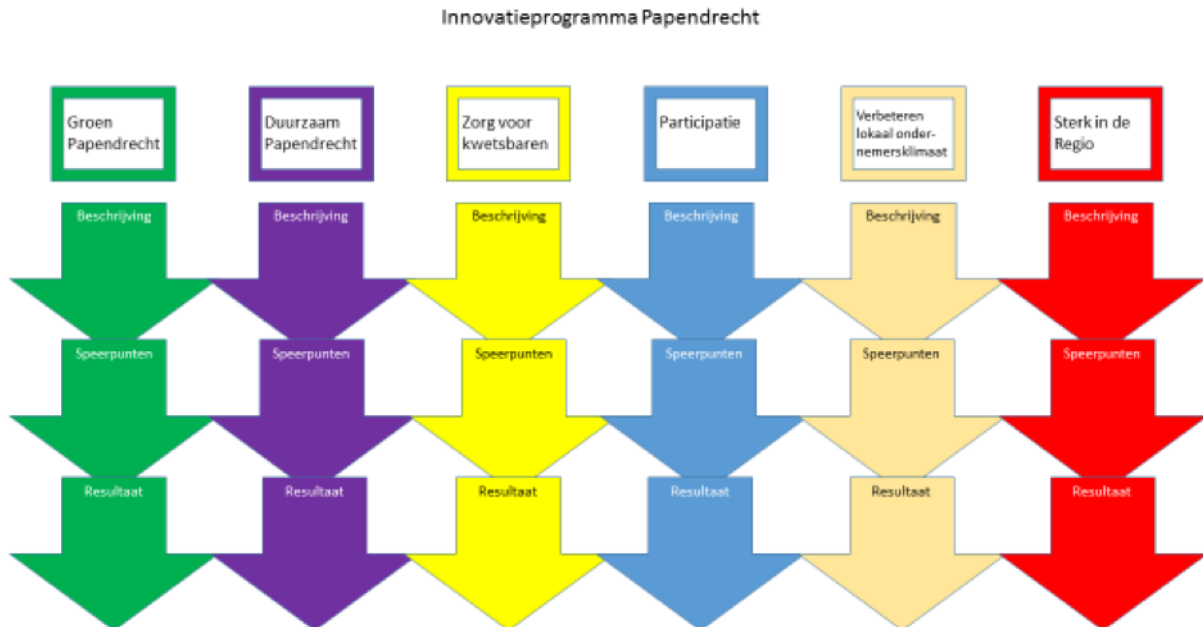 Innovatieprogramma Papendrecht
Groen
Papendrecht
Duurzaam
Papendrecht
Zorg voor
kwetsbaren
Participatie
Verbeteren
lokaal onder-
nemersklimaat
Sterk in de
Regio
Beschrijving
Beschrijving
Beschrijving
Beschrijving
Beschrijving
Beschrijving
Speerpunten
Speerpunten
Speerpunten
Speerpunten
Speerpunten
Speerpunten
Resultaat
Resultaat
Resultaat
Resultaat
Resultaat
Resultaat